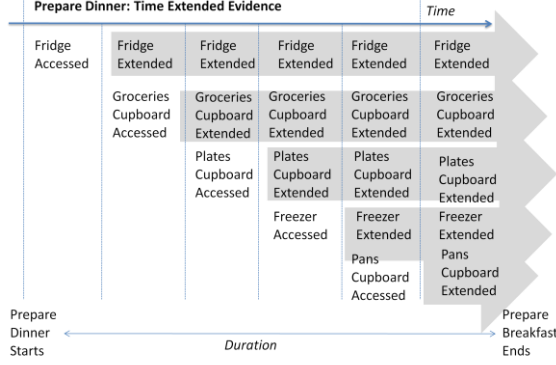 Prepare Dinner: Time Extended Evidence
Time
Fridge
Accessed
Fridge
Extended
Fridge
Extended
Fridge
Extended
Fridge
Extended
Fridge
Extended
Groceries
Cupboard
Accessed
Groceries
Cupboard
Extended
Groceries
Cupboard
Extended
Groceries
Cupboard
Extended
Groceries
Cupboard
Extended
Plates
Cupboard
Accessed
Plates
Cupboard
Extended
Plates
Cupboard
Extended
Plates
Cupboard
Extended
Freezer
Accessed
Freezer
Extended
Freezer
Extended
Pans
Cupboard
Accessed
Pans
Cupboard
Extended
Prepare
Dinner
Starts
Duration
Prepare
Breakfast
Ends